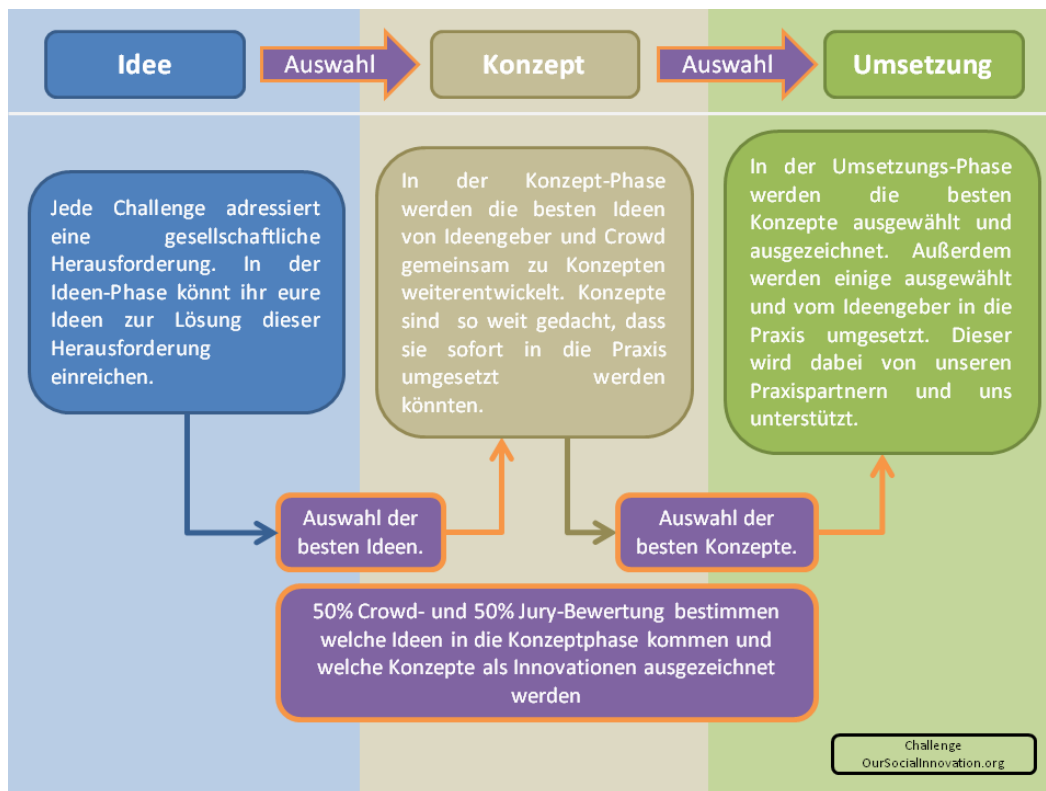 Idee
Auswahl
Konzept
Auswahl
Umsetzung
Jede Challenge adressiert
eine gesellschaftliche
Herausforderung. In der
Ideen-Phase könnt ihr eure
Ideen zur Lösung dieser
Herausforderung
einreichen.
In der Konzept-Phase
werden die besten Ideen
von Ideengeber und Crowd
gemeinsam zu Konzepten
weiterentwickelt. Konzepte
sind so weit gedacht, dass
sie sofort in die Praxis
umgesetzt werden
könnten.
In der Umsetzungs-Phase
werden die besten
Konzepte ausgewählt und
ausgezeichnet. Außerdem
werden einige ausgewählt
und vom Ideengeber in die
Praxis umgesetzt. Dieser
wird dabei von unseren
Praxispartnern und uns
unterstützt.
Auswahl der
besten Ideen.
Auswahl der
besten Konzepte.
50% Crowd- und 50% Jury-Bewertung bestimmen
welche Ideen in die Konzeptphase kommen und
welche Konzepte als Innovationen ausgezeichnet
werden
Challenge
OurSocialInnovation.org